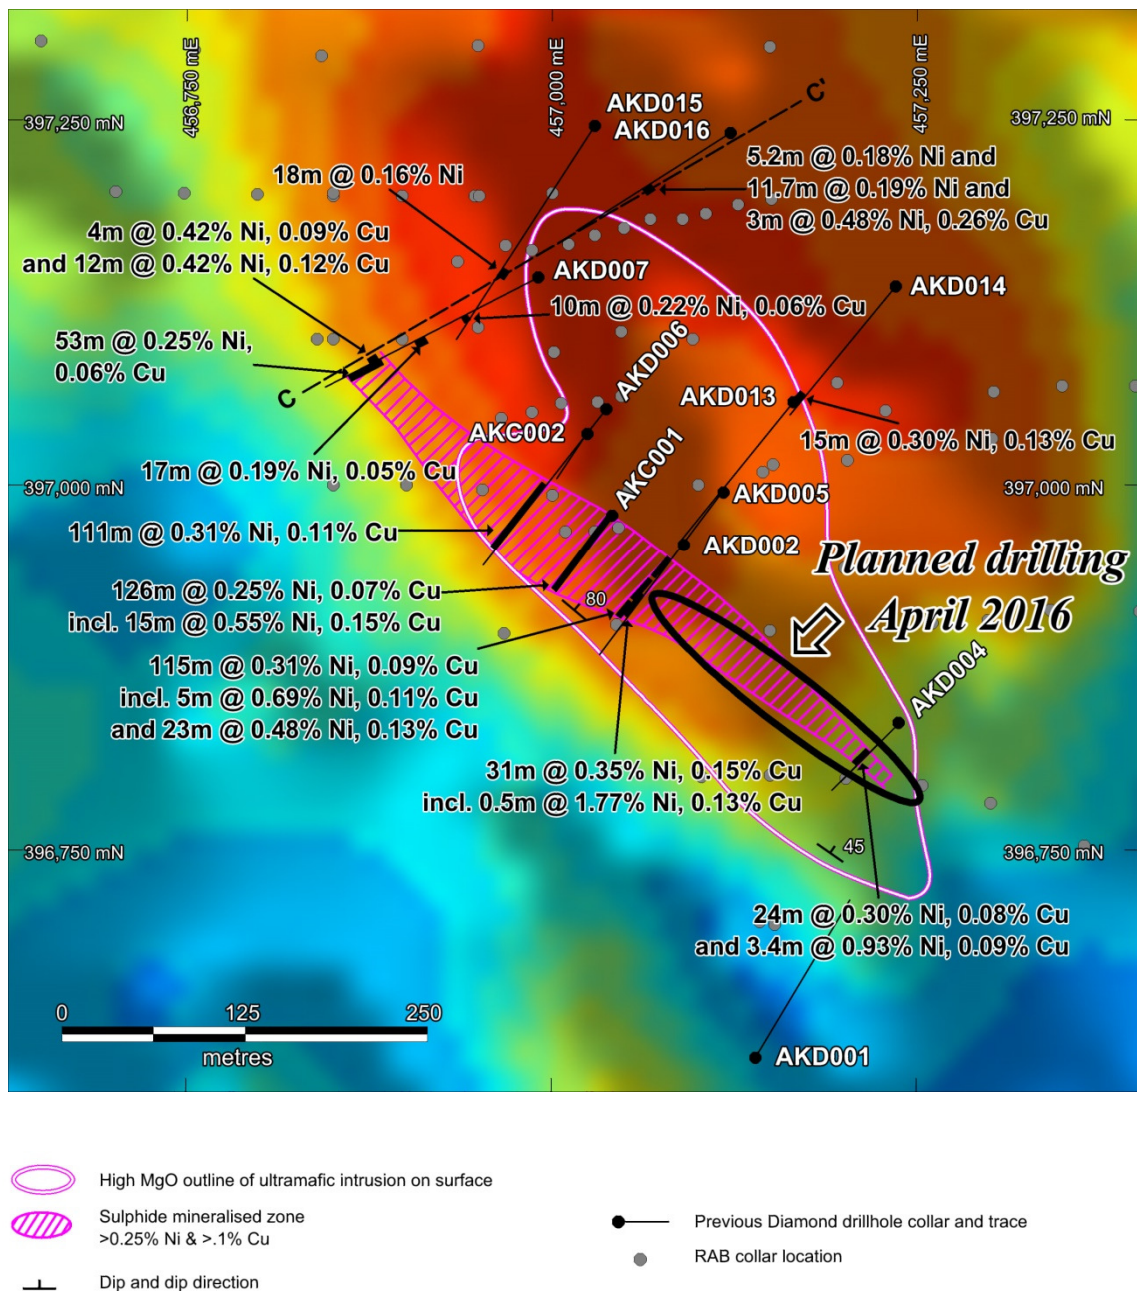 456,750 mE
457,000 mE
457,250 mE
397,250 mN
397,250 mN
C'
AKD015
AKD016
18m @ 0.16% Ni
5.2m @ 0.18% Ni and
11.7m @ 0.19% Ni and
3m @ 0.48% Ni, 0.26% Cu
4m @ 0.42% Ni, 0.09% Cu
and 12m @ 0.42% Ni, 0.12% Cu
AKD007
AKD014
10m @ 0.22% Ni, 0.06% Cu
53m @ 0.25% Ni,
0.06% Cu
C
AKD006
AKD013
AKC002
15m @ 0.30% Ni, 0.13% Cu
17m @ 0.19% Ni, 0.05% Cu
AKC001
397,000 mN
397,000 mN
AKD005
111m @ 0.31% Ni, 0.11% Cu
AKD002
Planned drilling
April 2016
126m @ 0.25% Ni, 0.07% Cu
incl. 15m @ 0.55% Ni, 0.15% Cu
80
115m @ 0.31% Ni, 0.09% Cu
incl. 5m @ 0.69% Ni, 0.11% Cu
and 23m @ 0.48% Ni, 0.13% Cu
AKD004
31m @ 0.35% Ni, 0.15% Cu
incl. 0.5m @ 1.77% Ni, 0.13% Cu
396,750 mN
45
396,750 mN
24m @ 0.30% Ni, 0.08% Cu
and 3.4m @ 0.93% Ni, 0.09% Cu
0 125 250
metres
AKD001
High MgO outline of ultramafic intrusion on surface
Sulphide mineralised zone
>0.25% Ni & >.1% Cu
Dip and dip direction
Previous Diamond drillhole collar and trace
RAB collar location